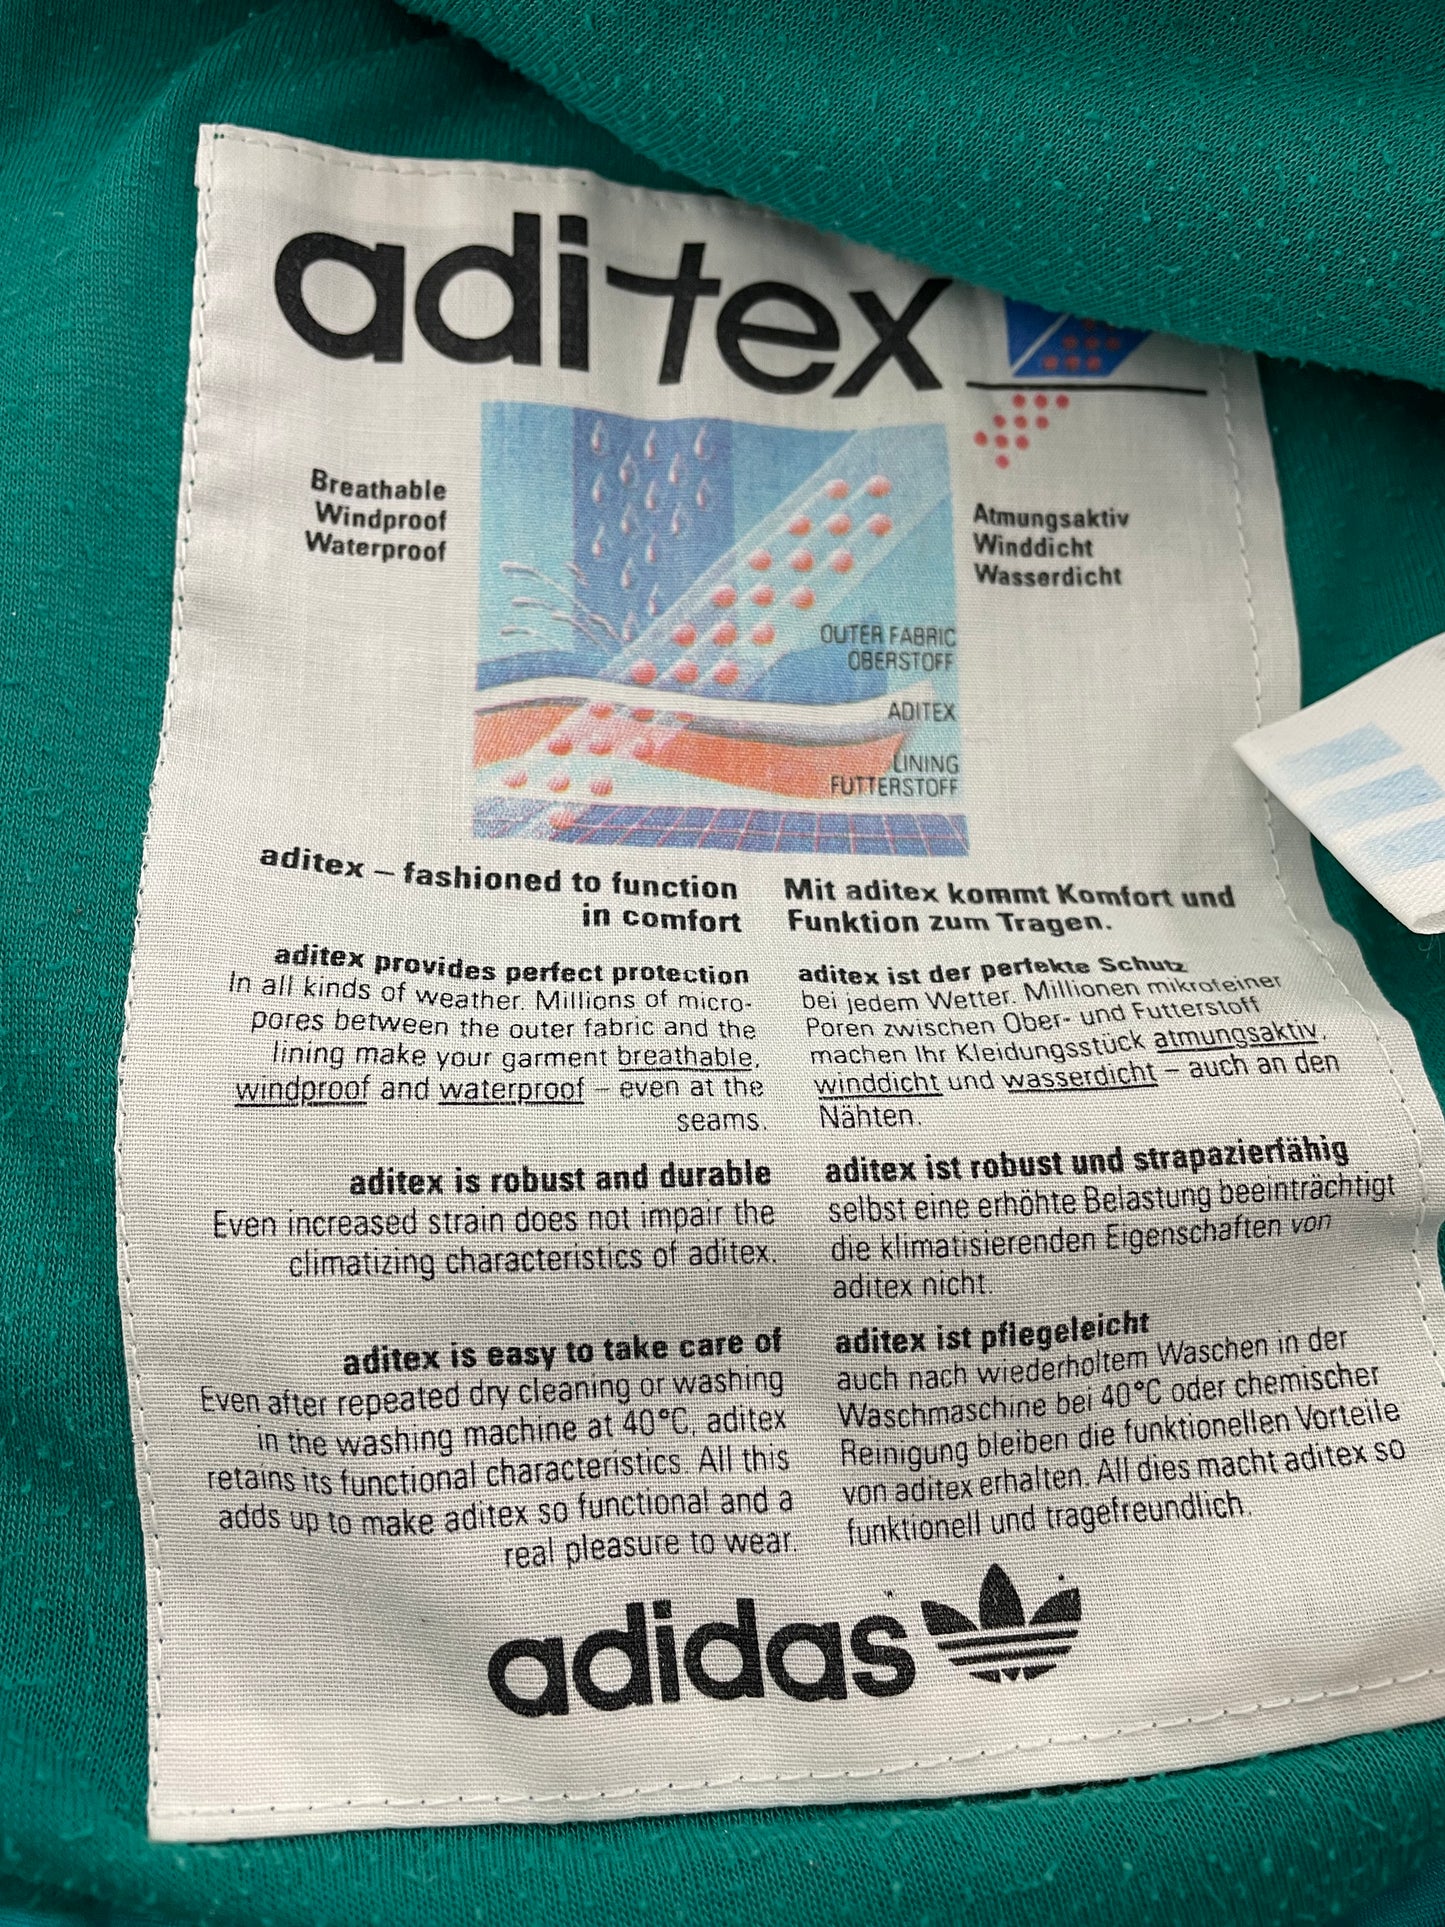 aditex
Breathable
Windproof
Waterproof
Atmungsaktiv
Winddicht
Wasserdicht
OUTER FABRIC
OBERSTOFF
ADITEX
LINING
FUTTERSTOFF
aditex – fashioned to function
in comfort
aditex provides perfect protection
In all kinds of weather. Millions of micro-
pores between the outer fabric and the
lining make your garment breathable,
windproof and waterproof – even at the
seams.
aditex is robust and durable
Even increased strain does not impair the
climatizing characteristics of aditex.
aditex is easy to take care of
Even after repeated dry cleaning or washing
in the washing machine at 40°C, aditex
retains its functional characteristics. All this
adds up to make aditex so functional and a
real pleasure to wear.
Mit aditex kommt Komfort und
Funktion zum Tragen.
aditex ist der perfekte Schutz
bei jedem Wetter. Millionen mikrofeiner
Poren zwischen Ober- und Futterstoff
machen Ihr Kleidungsstück atmungsaktiv,
winddicht und wasserdicht – auch an den
Nähten.
aditex ist robust und strapazierfähig
selbst eine erhöhte Belastung beeinträchtigt
die klimatisierenden Eigenschaften von
aditex nicht.
aditex ist pflegeleicht
auch nach wiederholtem Waschen in der
Waschmaschine bei 40°C oder chemischer
Reinigung bleiben die funktionellen Vorteile
von aditex erhalten. All dies macht aditex so
funktionell und tragefreundlich.
adidas